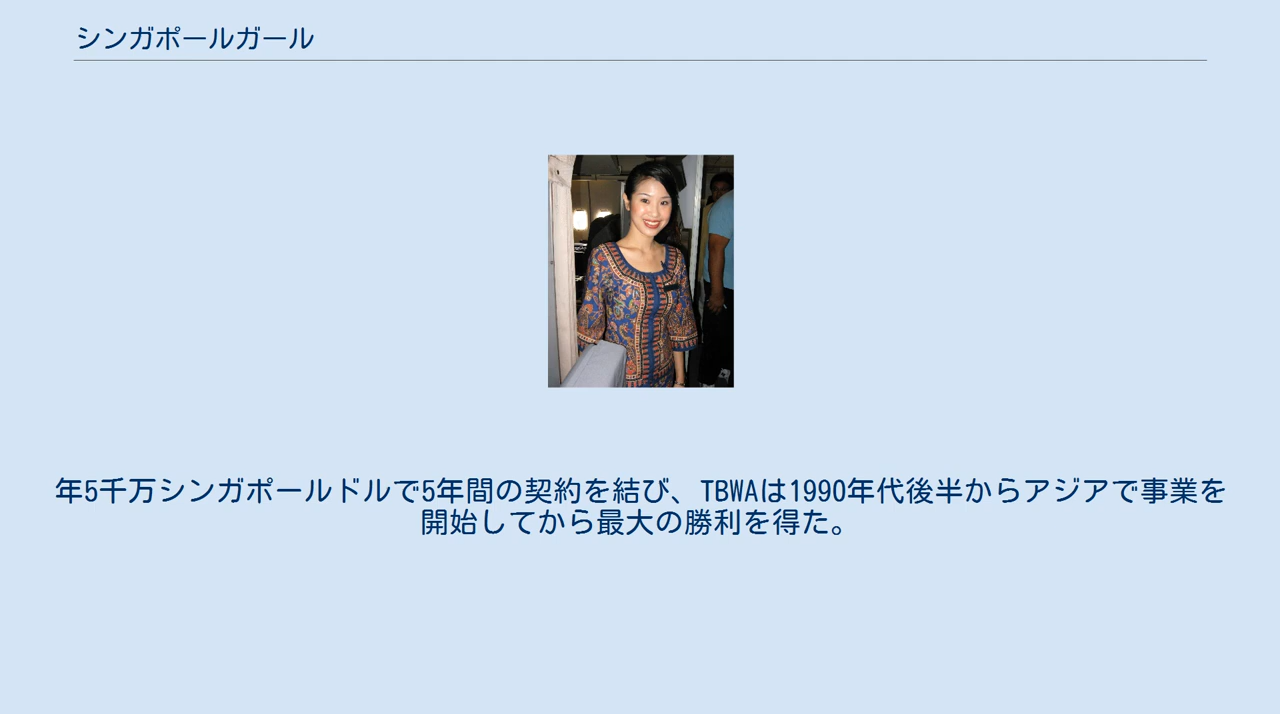 シンガポールガール
年5千万シンガポールドルで5年間の契約を結び、TBWAは1990年代後半からアジアで事業を
開始してから最大の勝利を得た。